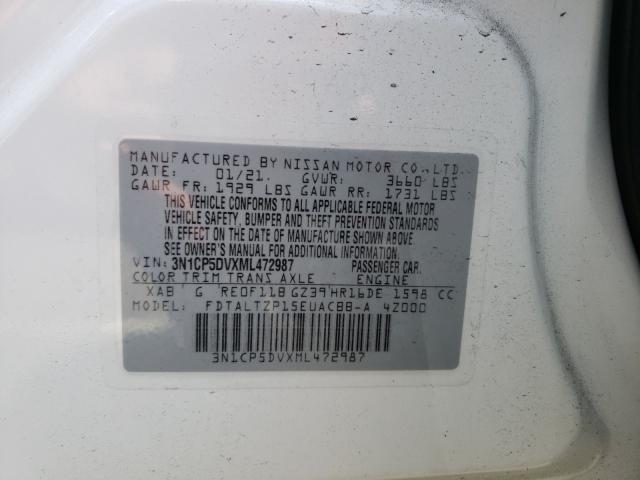 MANUFACTURED BY NISSAN MOTOR CO., LTD.
DATE: 01/21. GVWR: 3660 LBS
GAWR FR: 1929 LBS GAWR RR: 1731 LBS
THIS VEHICLE CONFORMS TO ALL APPLICABLE FEDERAL MOTOR
VEHICLE SAFETY, BUMPER AND THEFT PREVENTION STANDARDS
IN EFFECT ON THE DATE OF MANUFACTURE SHOWN ABOVE.
SEE OWNER'S MANUAL FOR ADDITIONAL INFORMATION.
VIN: 3N1CP5DVXML472987 PASSENGER CAR.
COLOR TRIM TRANS AXLE ENGINE
XAB G RE0F11B GZ39 HR16DE 1598 CC
FDTALTZP15EUACBB-A 4Z000
3N1CP5DVXML472987